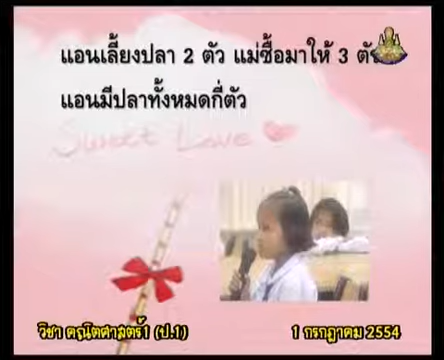 แอนเลี้ยงปลา 2 ตัว แม่ซื้อมาให้ 3 ตัว
แอนมีปลาทั้งหมดกี่ตัว
Sweet Love
วิชา คณิตศาสตร์1 (ป.1)
1 กรกฎาคม 2554